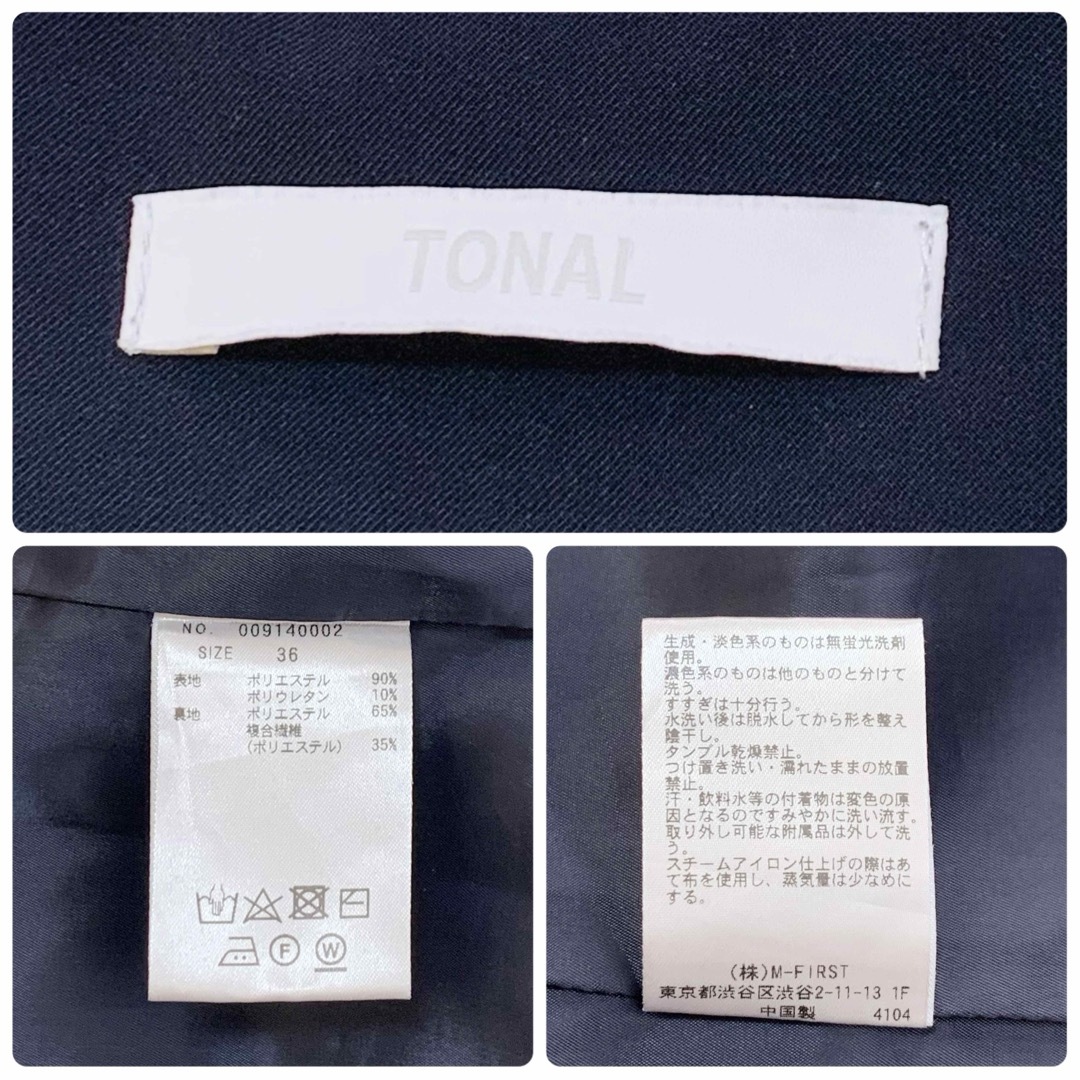 TONAL
NO. 009140002
SIZE 36
表地 ポリエステル 90%
ポリウレタン 10%
裏地 ポリエステル 65%
複合繊維
(ポリエステル) 35%
F W
生成・淡色系のものは無蛍光洗剤
使用。
濃色系のものは他のものと分けて
洗う。
すすぎは十分行う。
水洗い後は脱水してから形を整え
陰干し。
タンブル乾燥禁止。
つけ置き洗い・濡れたままの放置
禁止。
汗・飲料水等の付着物は変色の原
因となるのですみやかに洗い流す。
取り外し可能な附属品は外して洗
う。
スチームアイロン仕上げの際はあ
て布を使用し、蒸気量は少なめに
する。
(株)M-FIRST
東京都渋谷区渋谷2-11-13 1F
中国製 4104